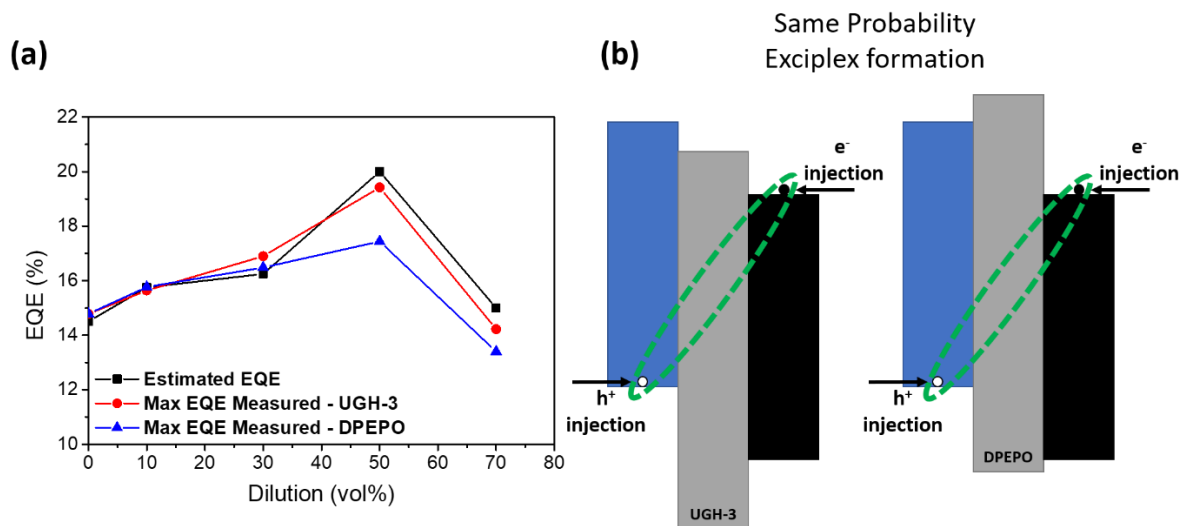 (a)
22
20
18
16
14
12
10
EQE (%)
Estimated EQE
Max EQE Measured - UGH-3
Max EQE Measured - DPEPO
0 10 20 30 40 50 60 70 80
Dilution (vol%)
(b)
Same Probability
Exciplex formation
e-
injection
h+
injection
UGH-3
e-
injection
h+
injection
DPEPO